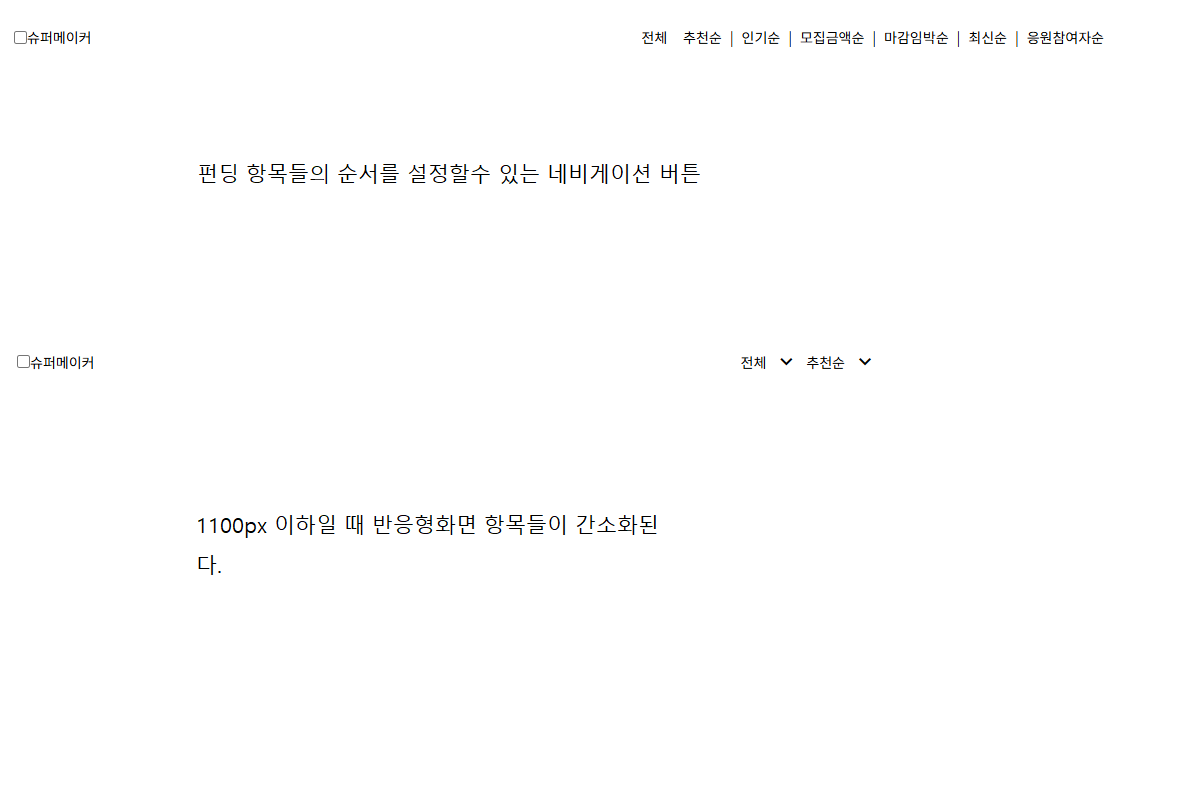 슈퍼메이커 전체 추천순 | 인기순 | 모집금액순 | 마감임박순 | 최신순 | 응원참여자순
펀딩 항목들의 순서를 설정할수 있는 네비게이션 버튼
슈퍼메이커 전체 추천순
1100px 이하일 때 반응형화면 항목들이 간소화된
다.